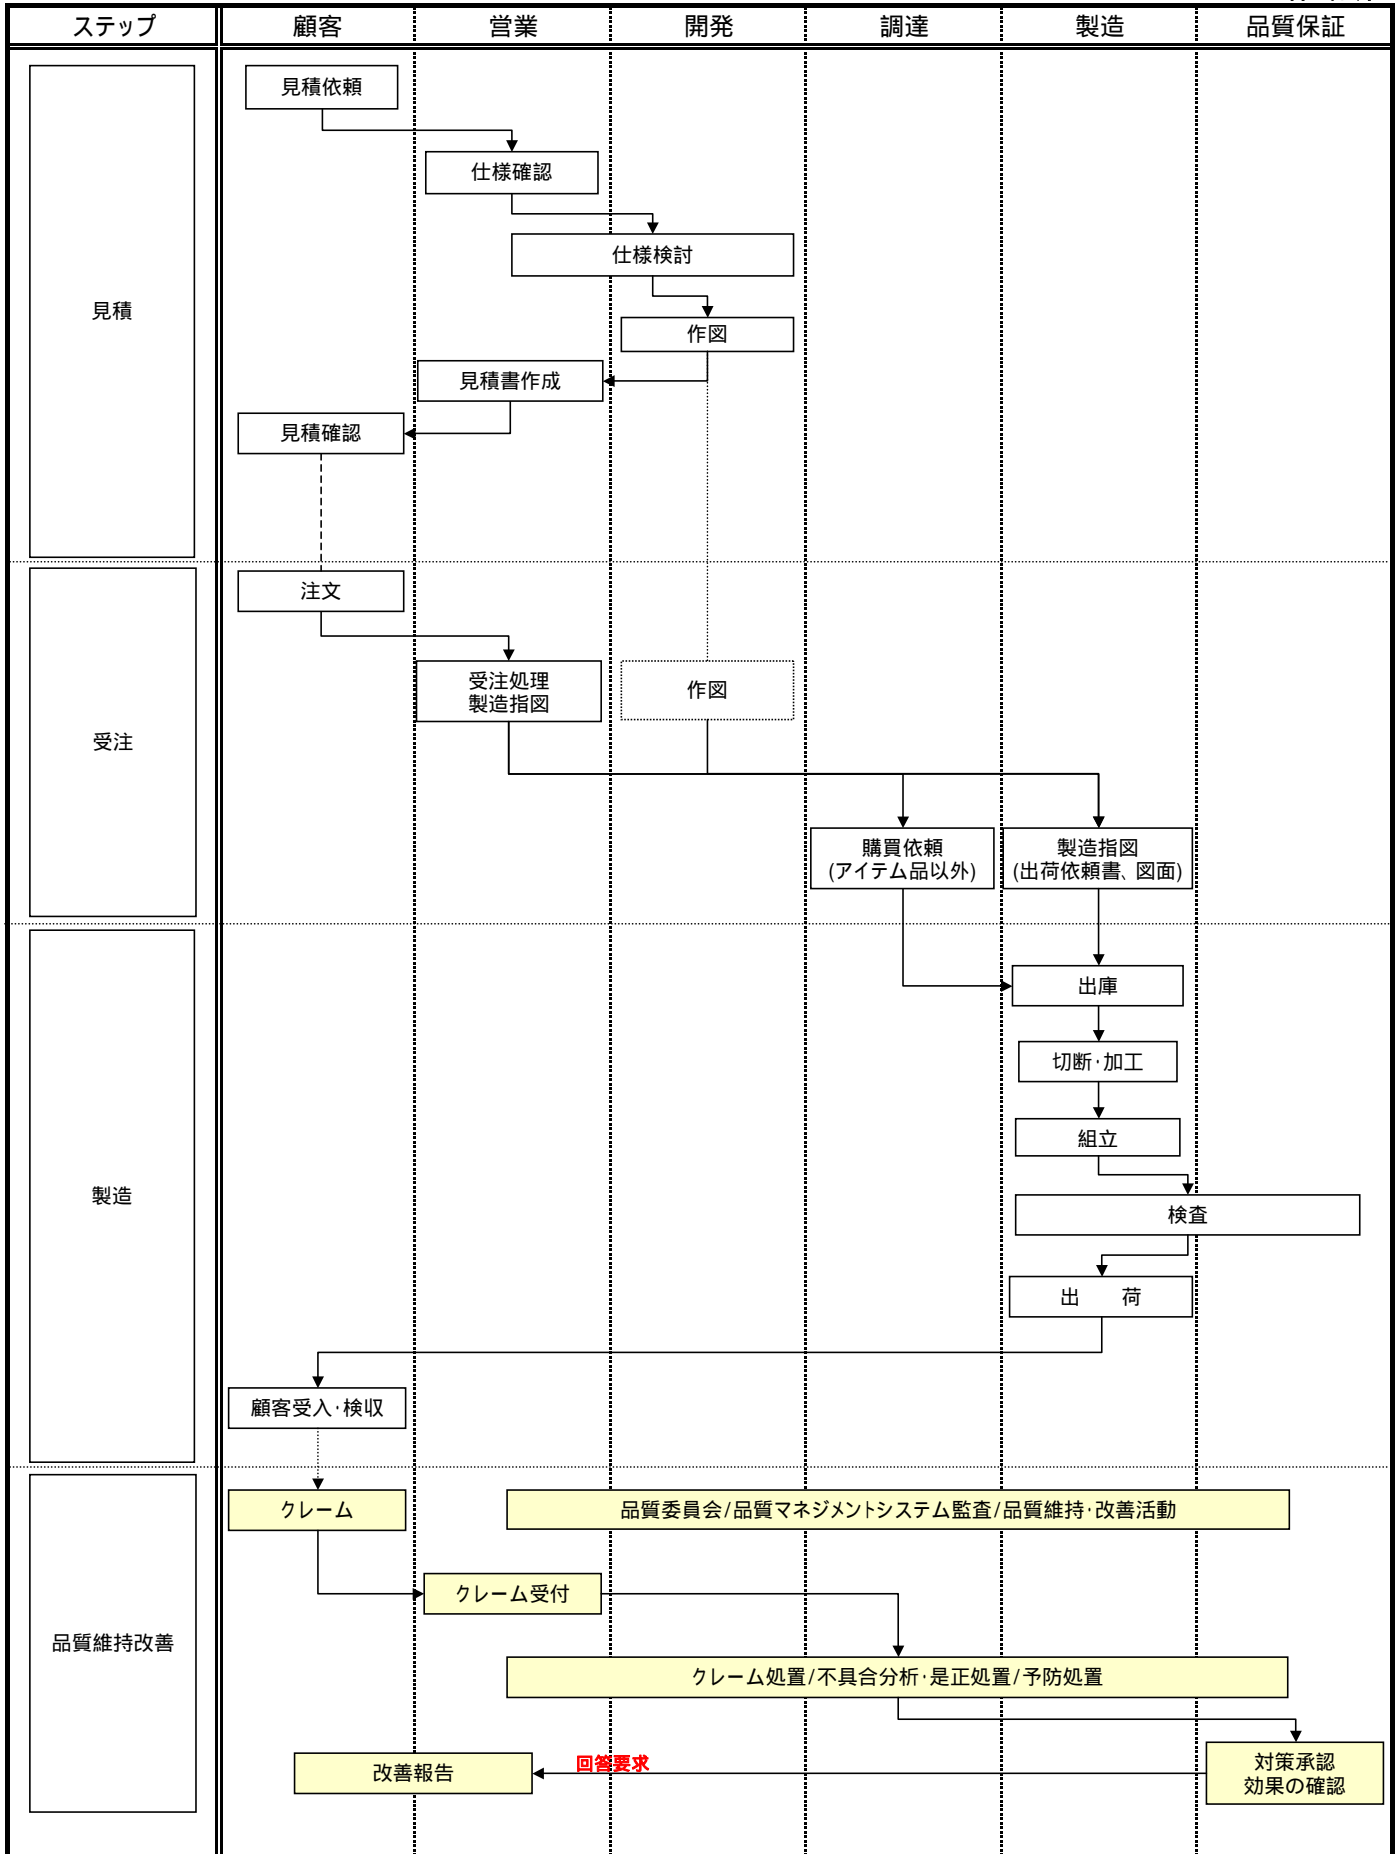 ステップ 顧客 営業 開発 調達 製造 品質保証
見積依頼
仕様確認
仕様検討
見積
作図
見積書作成
見積確認
注文
受注処理
製造指図
作図
受注
購買依頼
(アイテム品以外)
製造指図
(出荷依頼書、図面)
出庫
切断・加工
組立
製造
検査
出 荷
顧客受入・検収
クレーム
品質委員会/品質マネジメントシステム監査/品質維持・改善活動
クレーム受付
品質維持改善
クレーム処置/不具合分析・是正処置/予防処置
回答要求
改善報告
対策承認
効果の確認